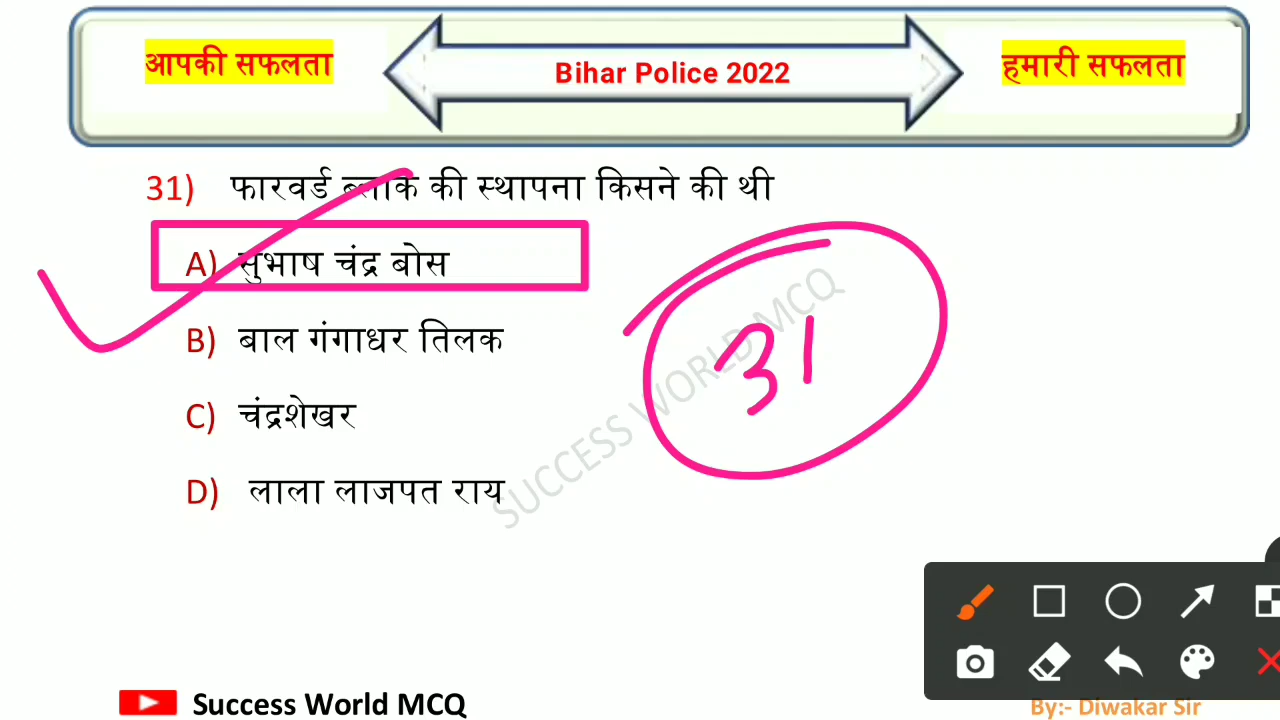 आपकी सफलता
Bihar Police 2022
हमारी सफलता
31) फारवर्ड ब्लाक की स्थापना किसने की थी
A) सुभाष चंद्र बोस
B) बाल गंगाधर तिलक
C) चंद्रशेखर
D) लाला लाजपत राय
31
SUCCESS WORLD MCQ
Success World MCQ
By:- Diwakar Sir